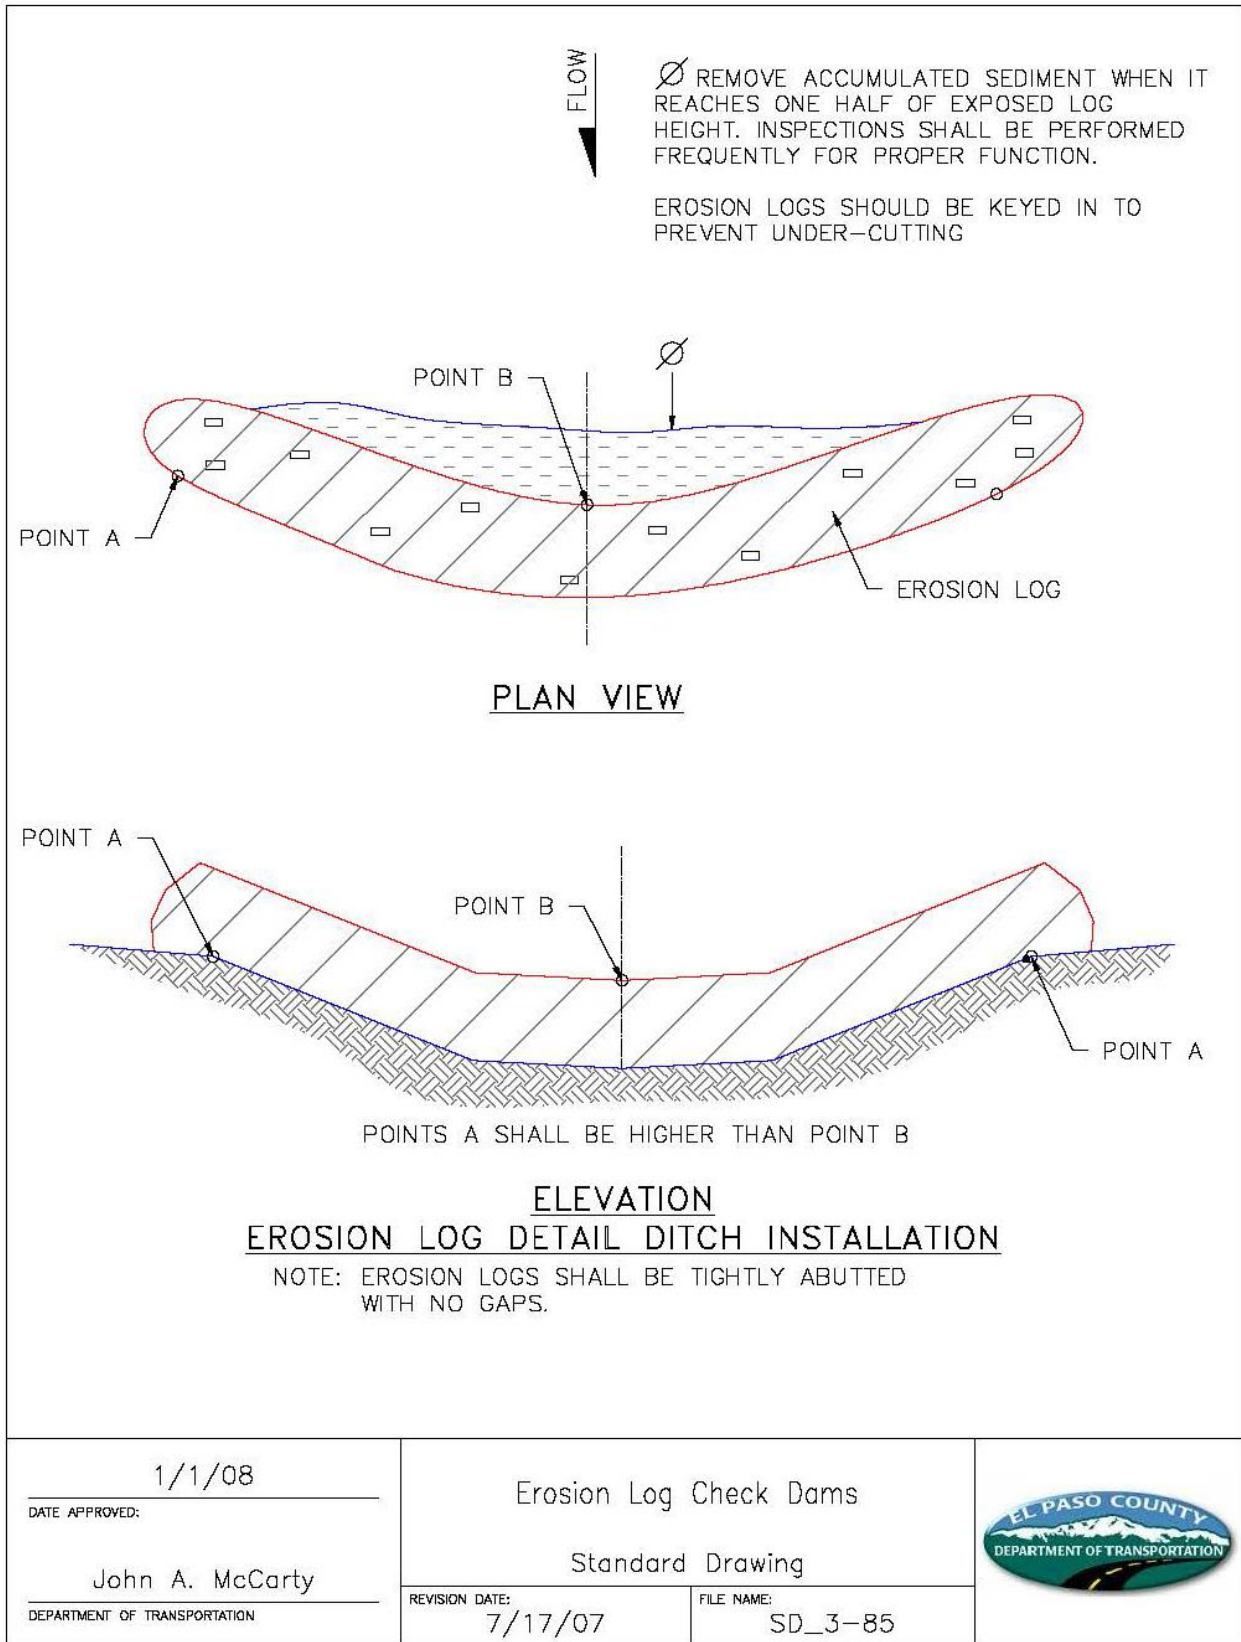 FLOW
Ø REMOVE ACCUMULATED SEDIMENT WHEN IT
REACHES ONE HALF OF EXPOSED LOG
HEIGHT. INSPECTIONS SHALL BE PERFORMED
FREQUENTLY FOR PROPER FUNCTION.
EROSION LOGS SHOULD BE KEYED IN TO
PREVENT UNDER-CUTTING
Ø
POINT B
POINT A
EROSION LOG
PLAN VIEW
POINT A
POINT B
POINT A
POINTS A SHALL BE HIGHER THAN POINT B
ELEVATION
EROSION LOG DETAIL DITCH INSTALLATION
NOTE: EROSION LOGS SHALL BE TIGHTLY ABUTTED
WITH NO GAPS.
1/1/08
DATE APPROVED:
John A. McCarty
DEPARTMENT OF TRANSPORTATION
Erosion Log Check Dams
Standard Drawing
REVISION DATE:
7/17/07
FILE NAME:
SD_3-85
EL PASO COUNTY
DEPARTMENT OF TRANSPORTATION